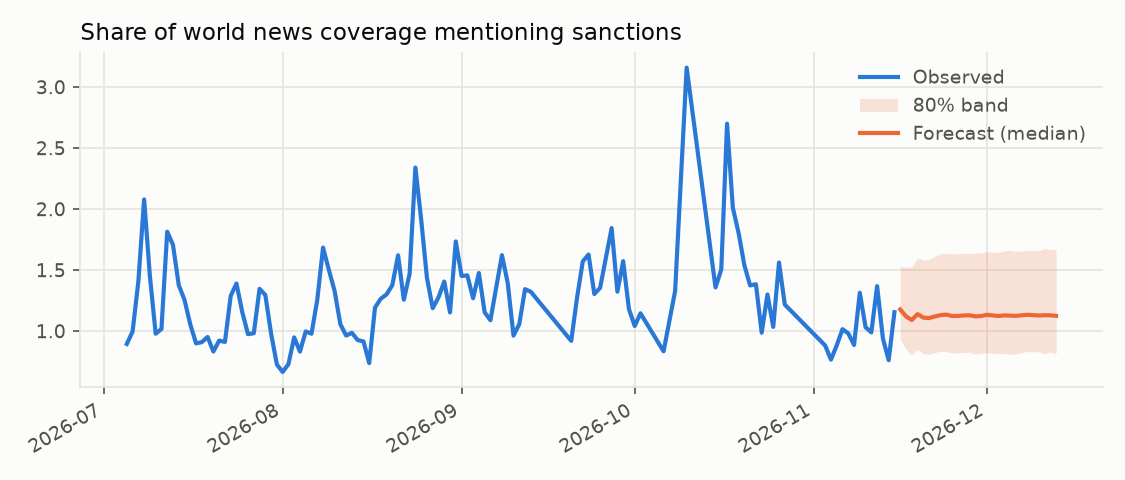 Share of world news coverage mentioning sanctions
Observed
80% band
Forecast (median)
3.0
2.5
2.0
1.5
1.0
2026-07
2026-08
2026-09
2026-10
2026-11
2026-12